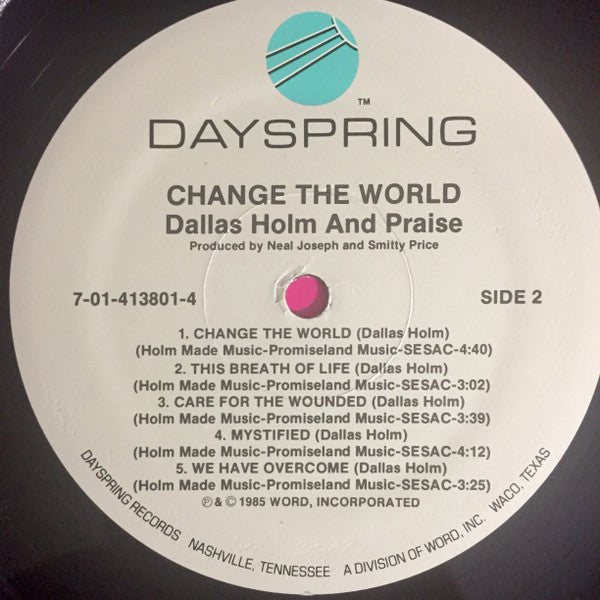 ™
DAYSPRING
CHANGE THE WORLD
Dallas Holm And Praise
Produced by Neal Joseph and Smitty Price
7-01-413801-4
SIDE 2
1. CHANGE THE WORLD (Dallas Holm)
(Holm Made Music-Promiseland Music-SESAC-4:40)
2. THIS BREATH OF LIFE (Dallas Holm)
(Holm Made Music-Promiseland Music-SESAC-3:02)
3. CARE FOR THE WOUNDED (Dallas Holm)
(Holm Made Music-Promiseland Music-SESAC-3:39)
4. MYSTIFIED (Dallas Holm)
(Holm Made Music-Promiseland Music-SESAC-4:12)
5. WE HAVE OVERCOME (Dallas Holm)
(Holm Made Music-Promiseland Music-SESAC-3:25)
℗ & © 1985 WORD, INCORPORATED
DAYSPRING RECORDS NASHVILLE, TENNESSEE A DIVISION OF WORD, INC. WACO, TEXAS